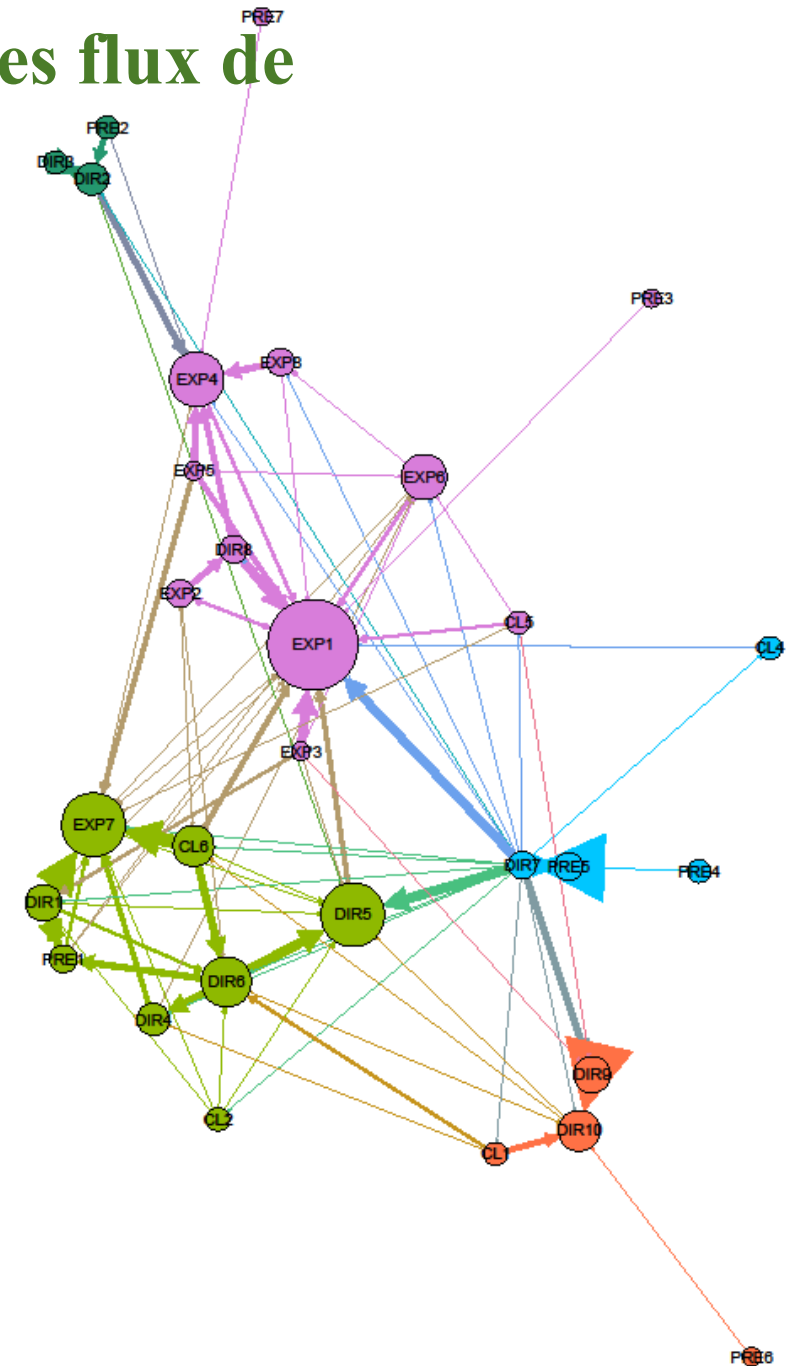 PRE7
es flux de
PRE2
DIR3
DIR2
PRE3
EXP8
EXP4
EXP5
EXP6
DIR8
EXP2
CL5
EXP1
CL4
EXP3
EXP7
CL6
DIR7
PRE5
PRE4
DIR1
DIR5
PRE1
DIR6
DIR4
DIR9
CL2
DIR10
CL1
PRE6